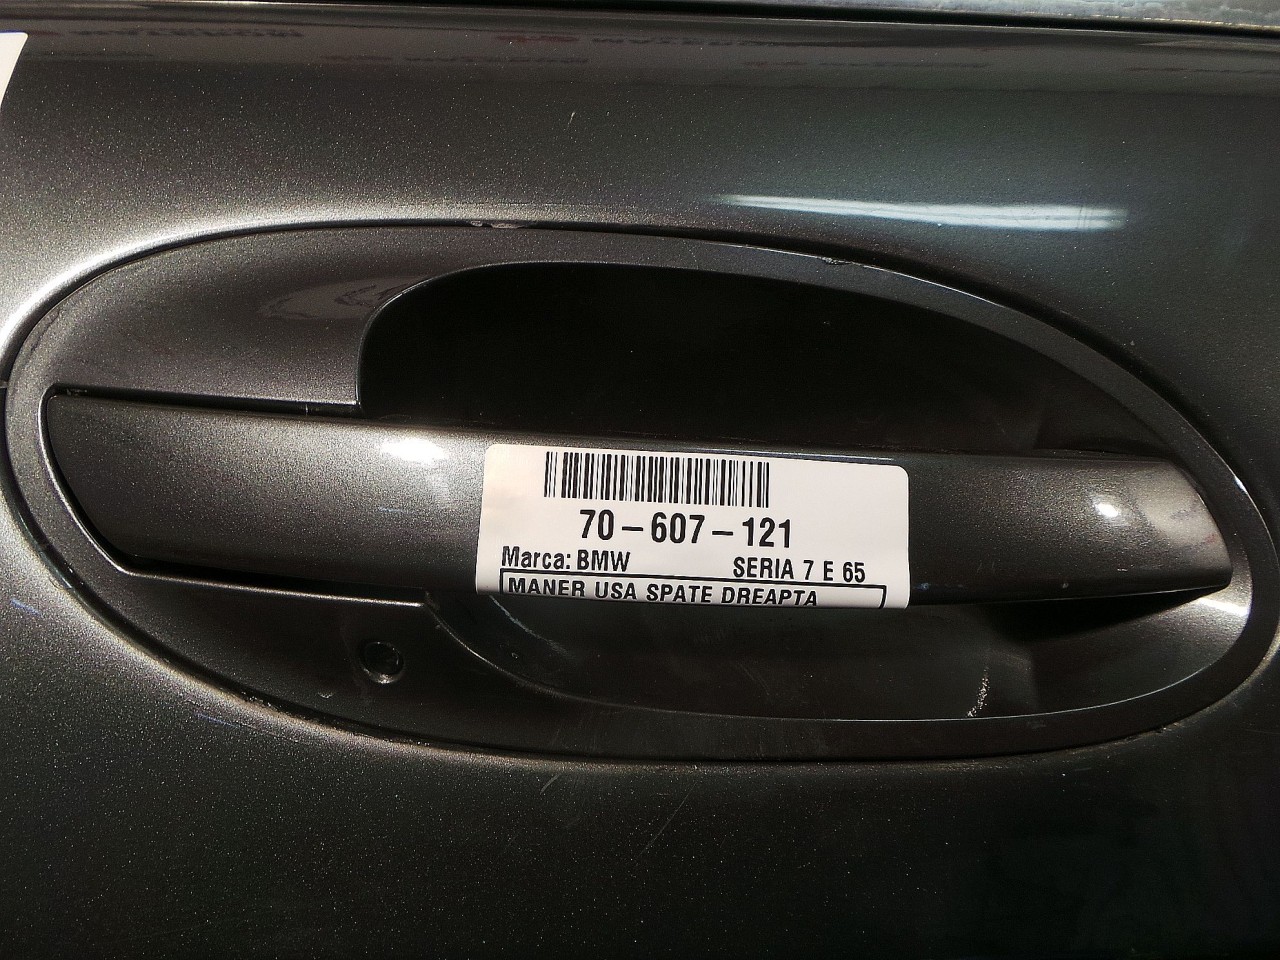 70-607-121
Marca: BMW SERIA 7 E 65
MANER USA SPATE DREAPTA